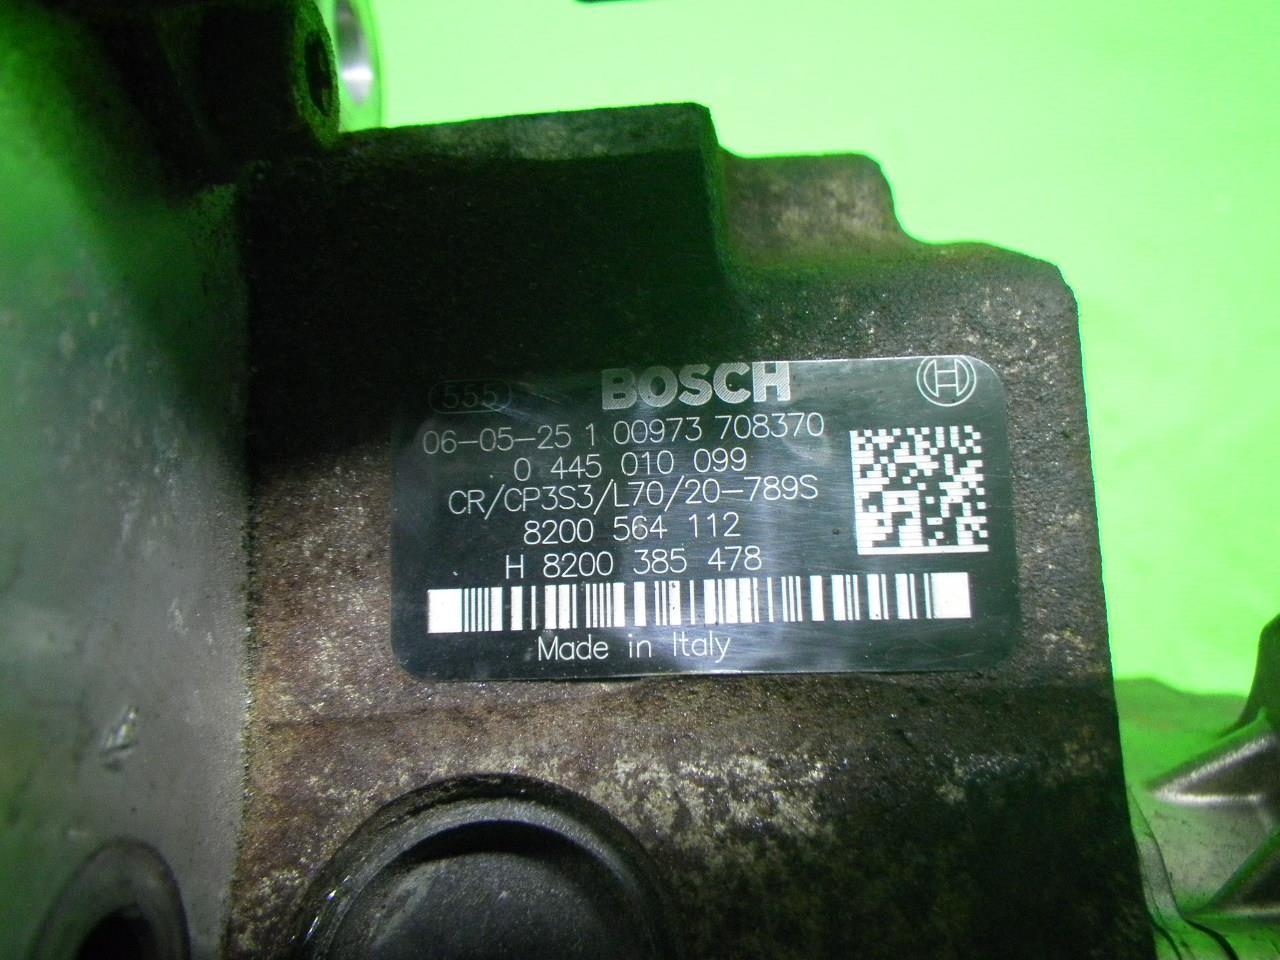 555 BOSCH
06-05-25 1 00973 708370
0 445 010 099
CR/CP3S3/L70/20-789S
8200 564 112
H 8200 385 478
Made in Italy